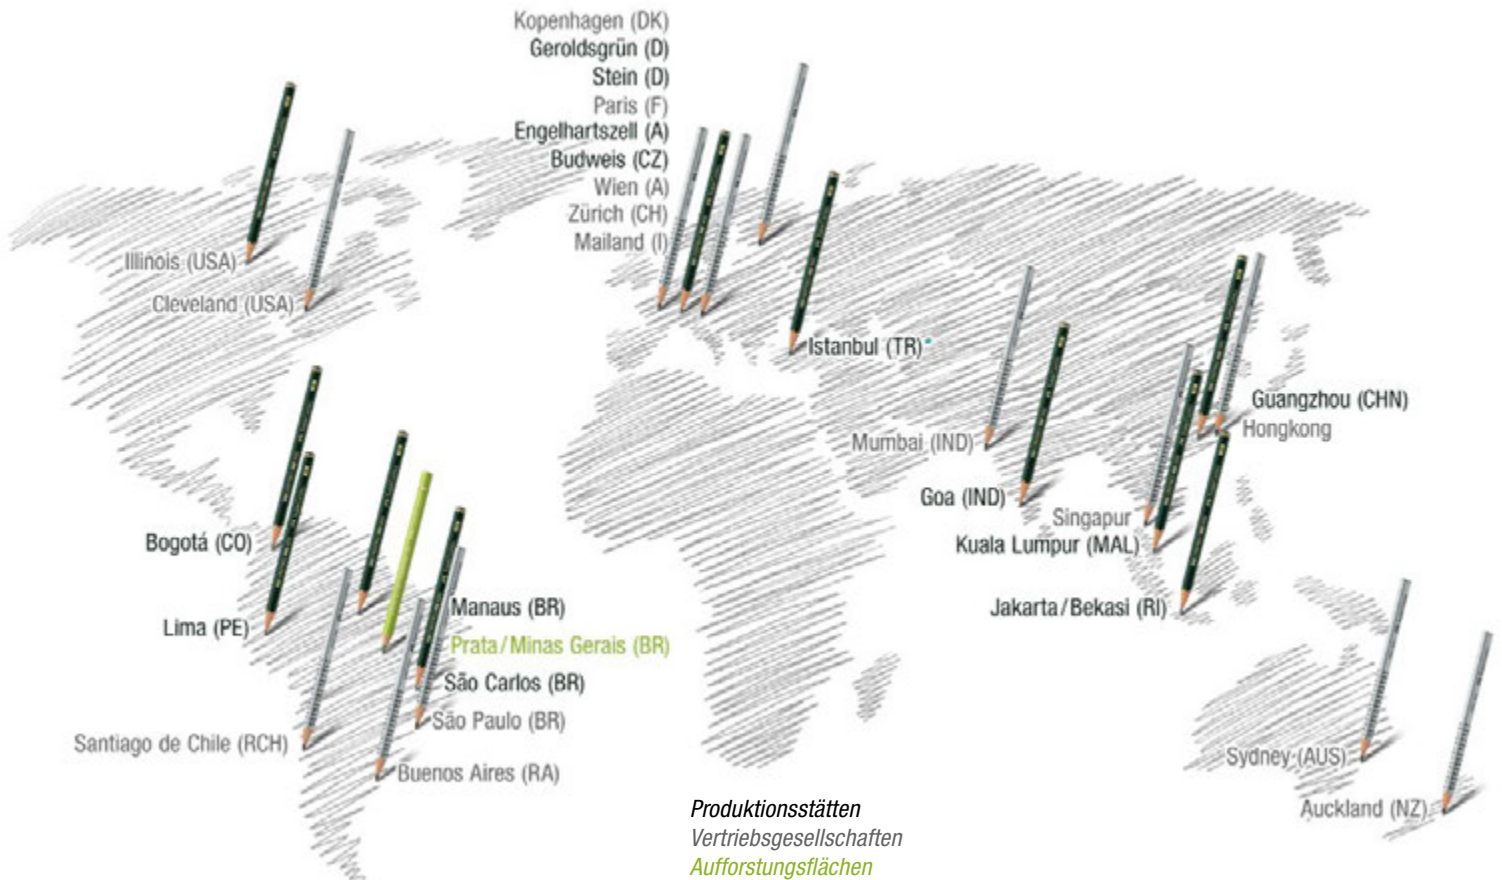 Kopenhagen (DK)
Geroldsgrün (D)
Stein (D)
Paris (F)
Engelhartszell (A)
Budweis (CZ)
Wien (A)
Zürich (CH)
Mailand (I)
Illinois (USA)
Cleveland (USA)
Istanbul (TR)*
Guangzhou (CHN)
Hongkong
Mumbai (IND)
Goa (IND)
Singapur
Kuala Lumpur (MAL)
Jakarta/Bekasi (RI)
Bogotá (CO)
Lima (PE)
Manaus (BR)
Prata/Minas Gerais (BR)
São Carlos (BR)
São Paulo (BR)
Santiago de Chile (RCH)
Buenos Aires (RA)
Sydney (AUS)
Auckland (NZ)
Produktionsstätten
Vertriebsgesellschaften
Aufforstungsflächen